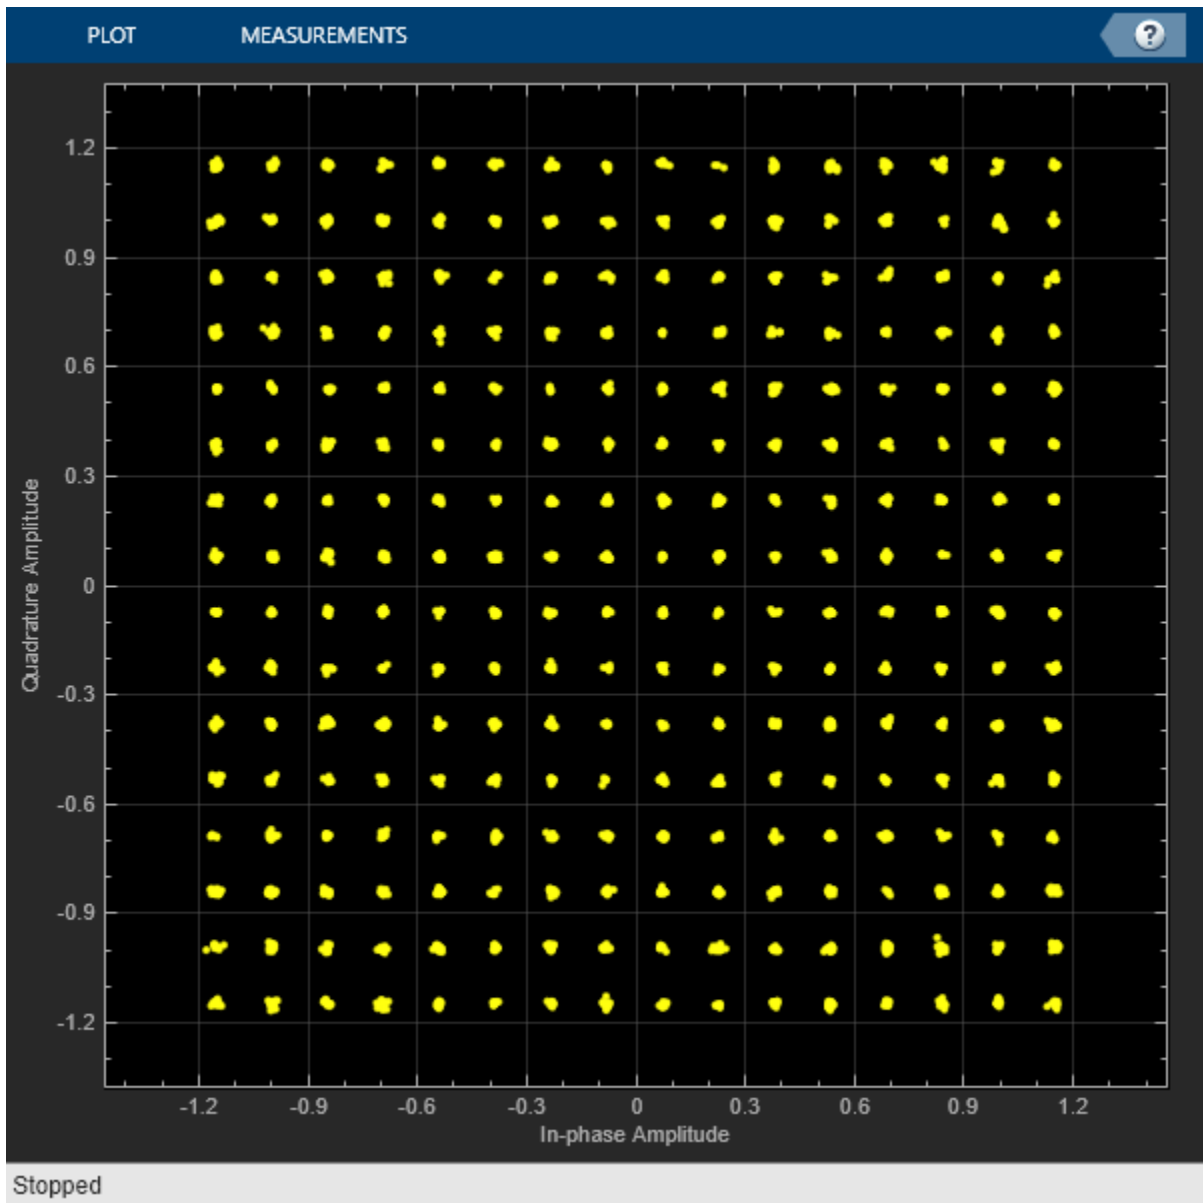 PLOT MEASUREMENTS ?
1.2
0.9
0.6
0.3
0
-0.3
-0.6
-0.9
-1.2
Quadrature Amplitude
-1.2 -0.9 -0.6 -0.3 0 0.3 0.6 0.9 1.2
In-phase Amplitude
Stopped